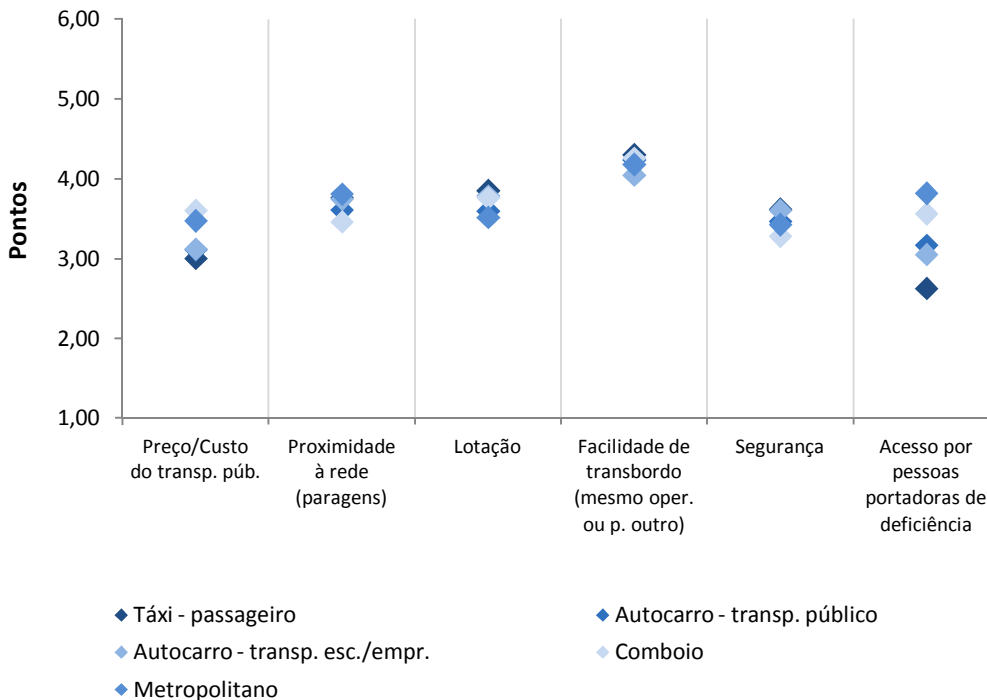 Pontos
6,00
5,00
4,00
3,00
2,00
1,00
Preço/Custo
do transp. púb.
Proximidade
à rede
(paragens)
Lotação
Facilidade de
transbordo
(mesmo oper.
ou p. outro)
Segurança
Acesso por
pessoas
portadoras de
deficiência
Táxi - passageiro
Autocarro - transp. público
Autocarro - transp. esc./empr.
Comboio
Metropolitano